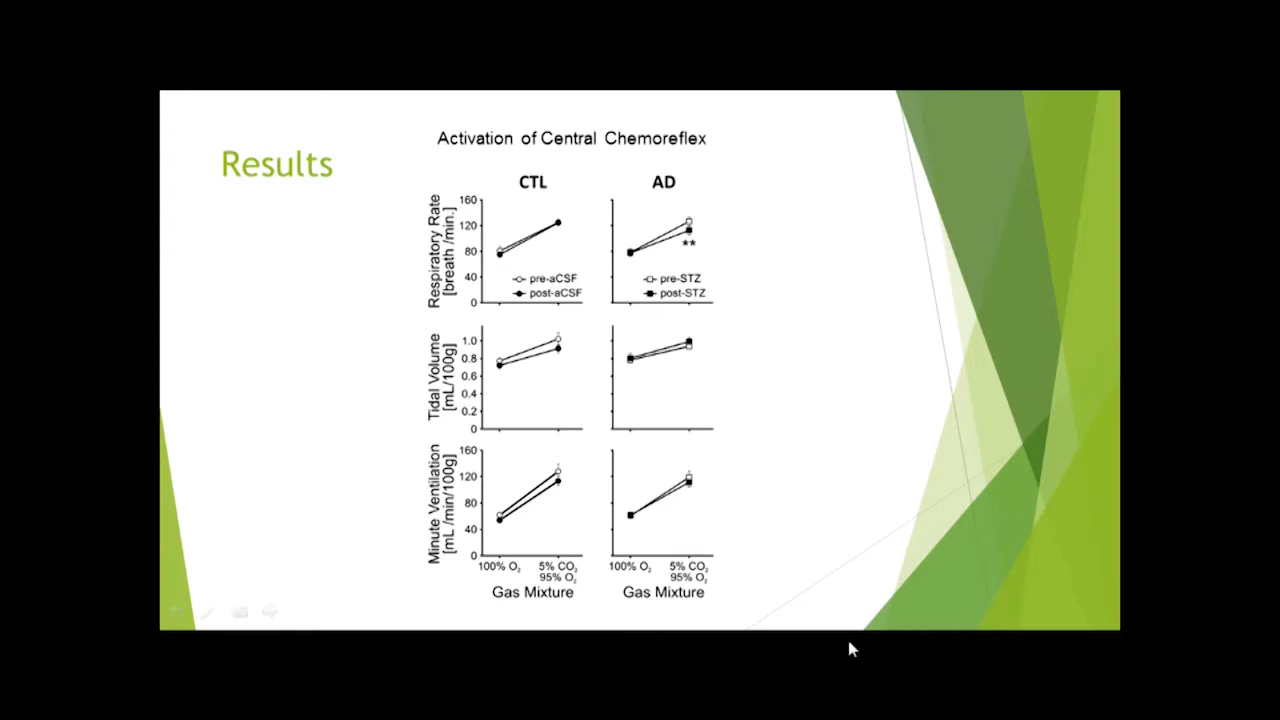 Results
Activation of Central Chemoreflex
CTL
AD
Respiratory Rate
[breath /min.]
160
120
80
40
0
pre-aCSF
post-aCSF
pre-STZ
post-STZ
**
Tidal Volume
[mL/100g]
1.0
0.8
0.6
0.4
0.2
0
Minute Ventilation
[mL /min/100g]
160
120
80
40
0
100% O₂
5% CO₂
95% O₂
100% O₂
5% CO₂
95% O₂
Gas Mixture
Gas Mixture